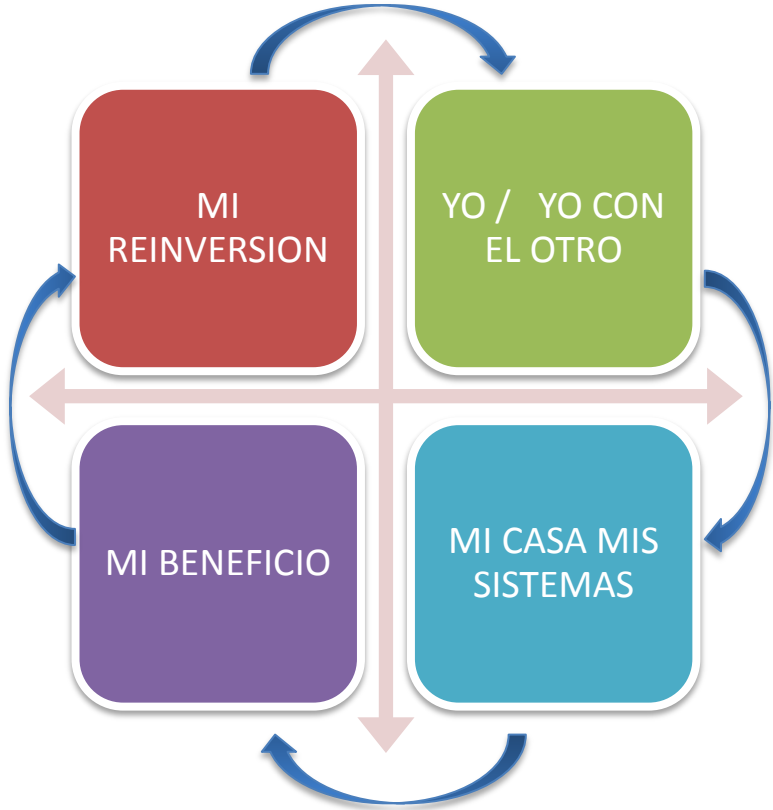 MI
REINVERSION
YO /   YO CON
EL OTRO
MI BENEFICIO
MI CASA MIS
SISTEMAS